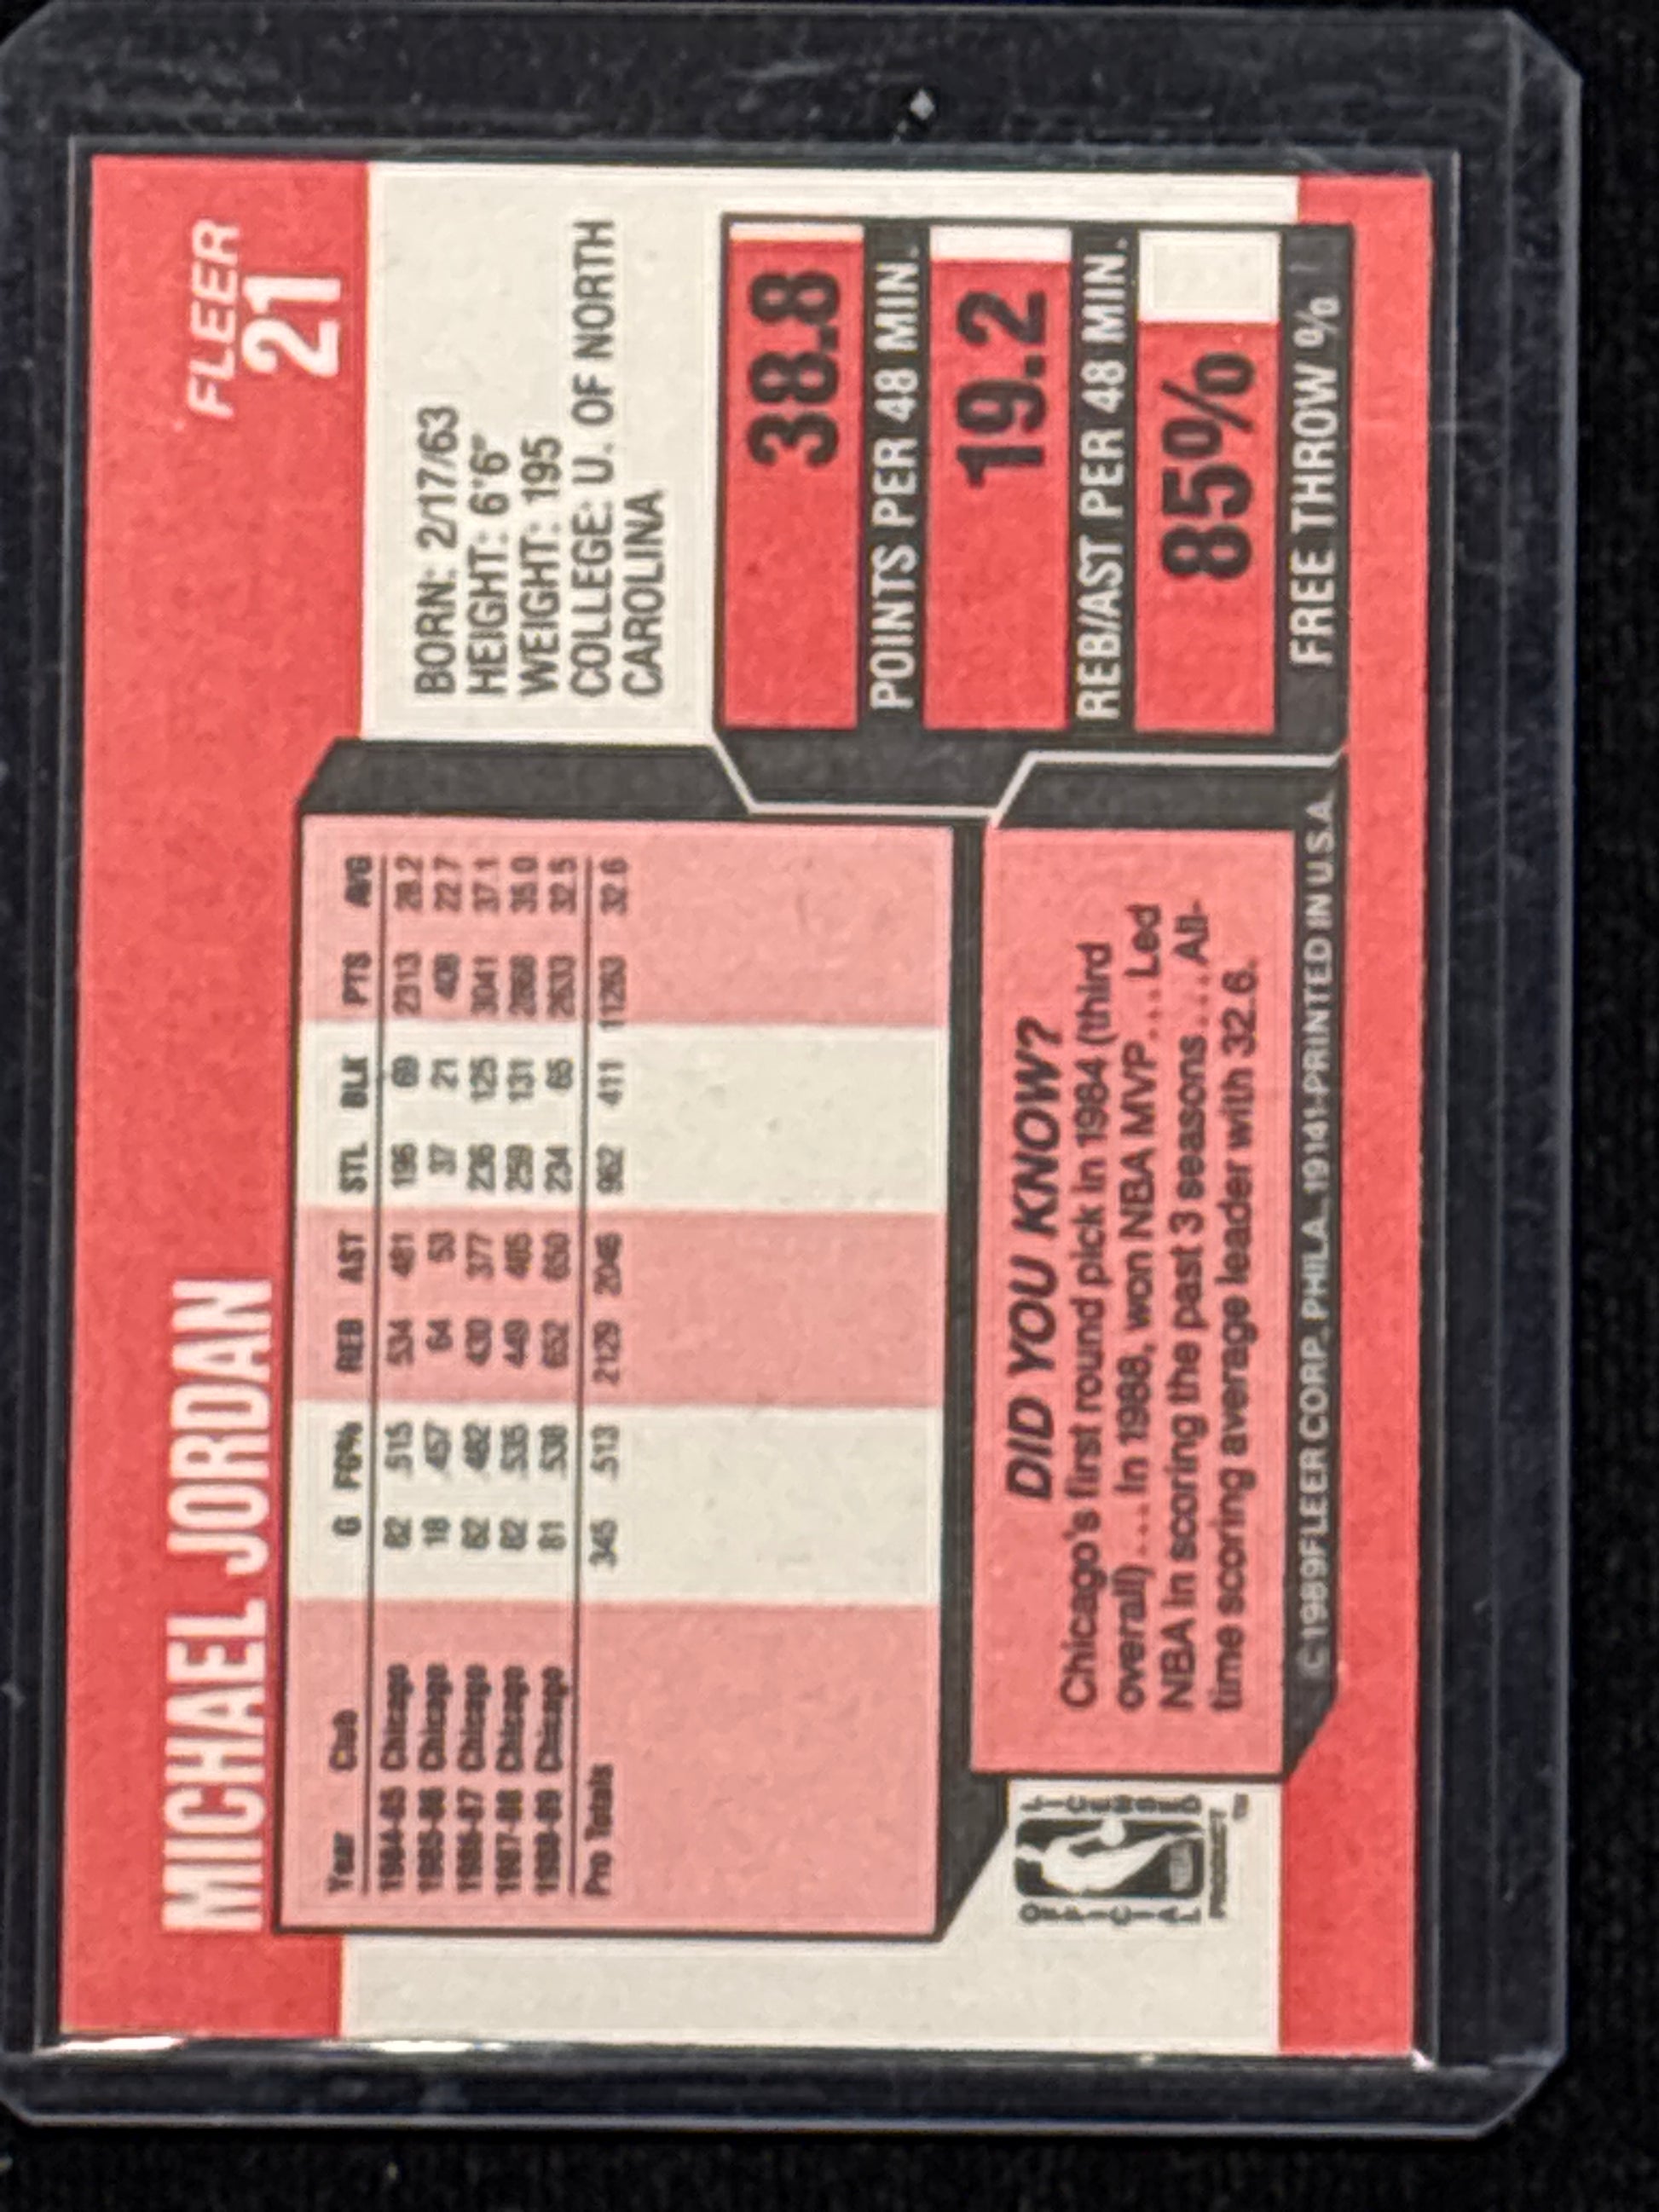 MICHAEL JORDAN
FLEER
21
Year Club G FG% REB AST STL BLK PTS AVG
1984-85 Chicago 82 .515 534 481 196 69 2313 28.2
1985-86 Chicago 18 .457 64 53 37 21 408 22.7
1986-87 Chicago 82 .482 430 377 236 125 3041 37.1
1987-88 Chicago 82 .535 449 485 259 131 2868 35.0
1988-89 Chicago 81 .538 652 650 234 65 2633 32.5
Pro Totals 345 .513 2129 2046 962 411 11263 32.6
BORN: 2/17/63
HEIGHT: 6'6"
WEIGHT: 195
COLLEGE: U. OF NORTH
CAROLINA
38.8
POINTS PER 48 MIN.
19.2
REB/AST PER 48 MIN.
85%
FREE THROW %
DID YOU KNOW?
Chicago's first round pick in 1984 (third
overall)....In 1988, won NBA MVP....Led
NBA in scoring the past 3 seasons....All-
time scoring average leader with 32.6.
OFFICIAL LICENSED
NBA
PRODUCT
TM
C 1989 FLEER CORP., PHILA. 19141-PRINTED IN U.S.A.